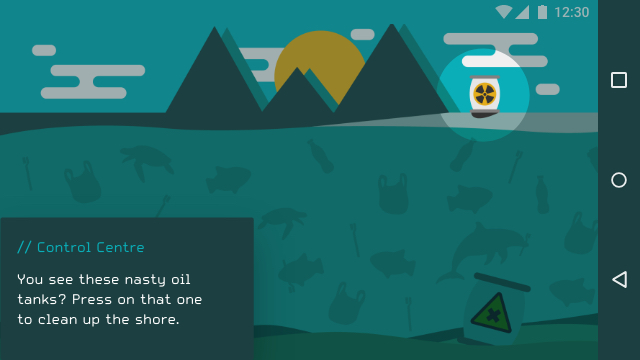 12:30
// Control Centre
You see these nasty oil
tanks? Press on that one
to clean up the shore.